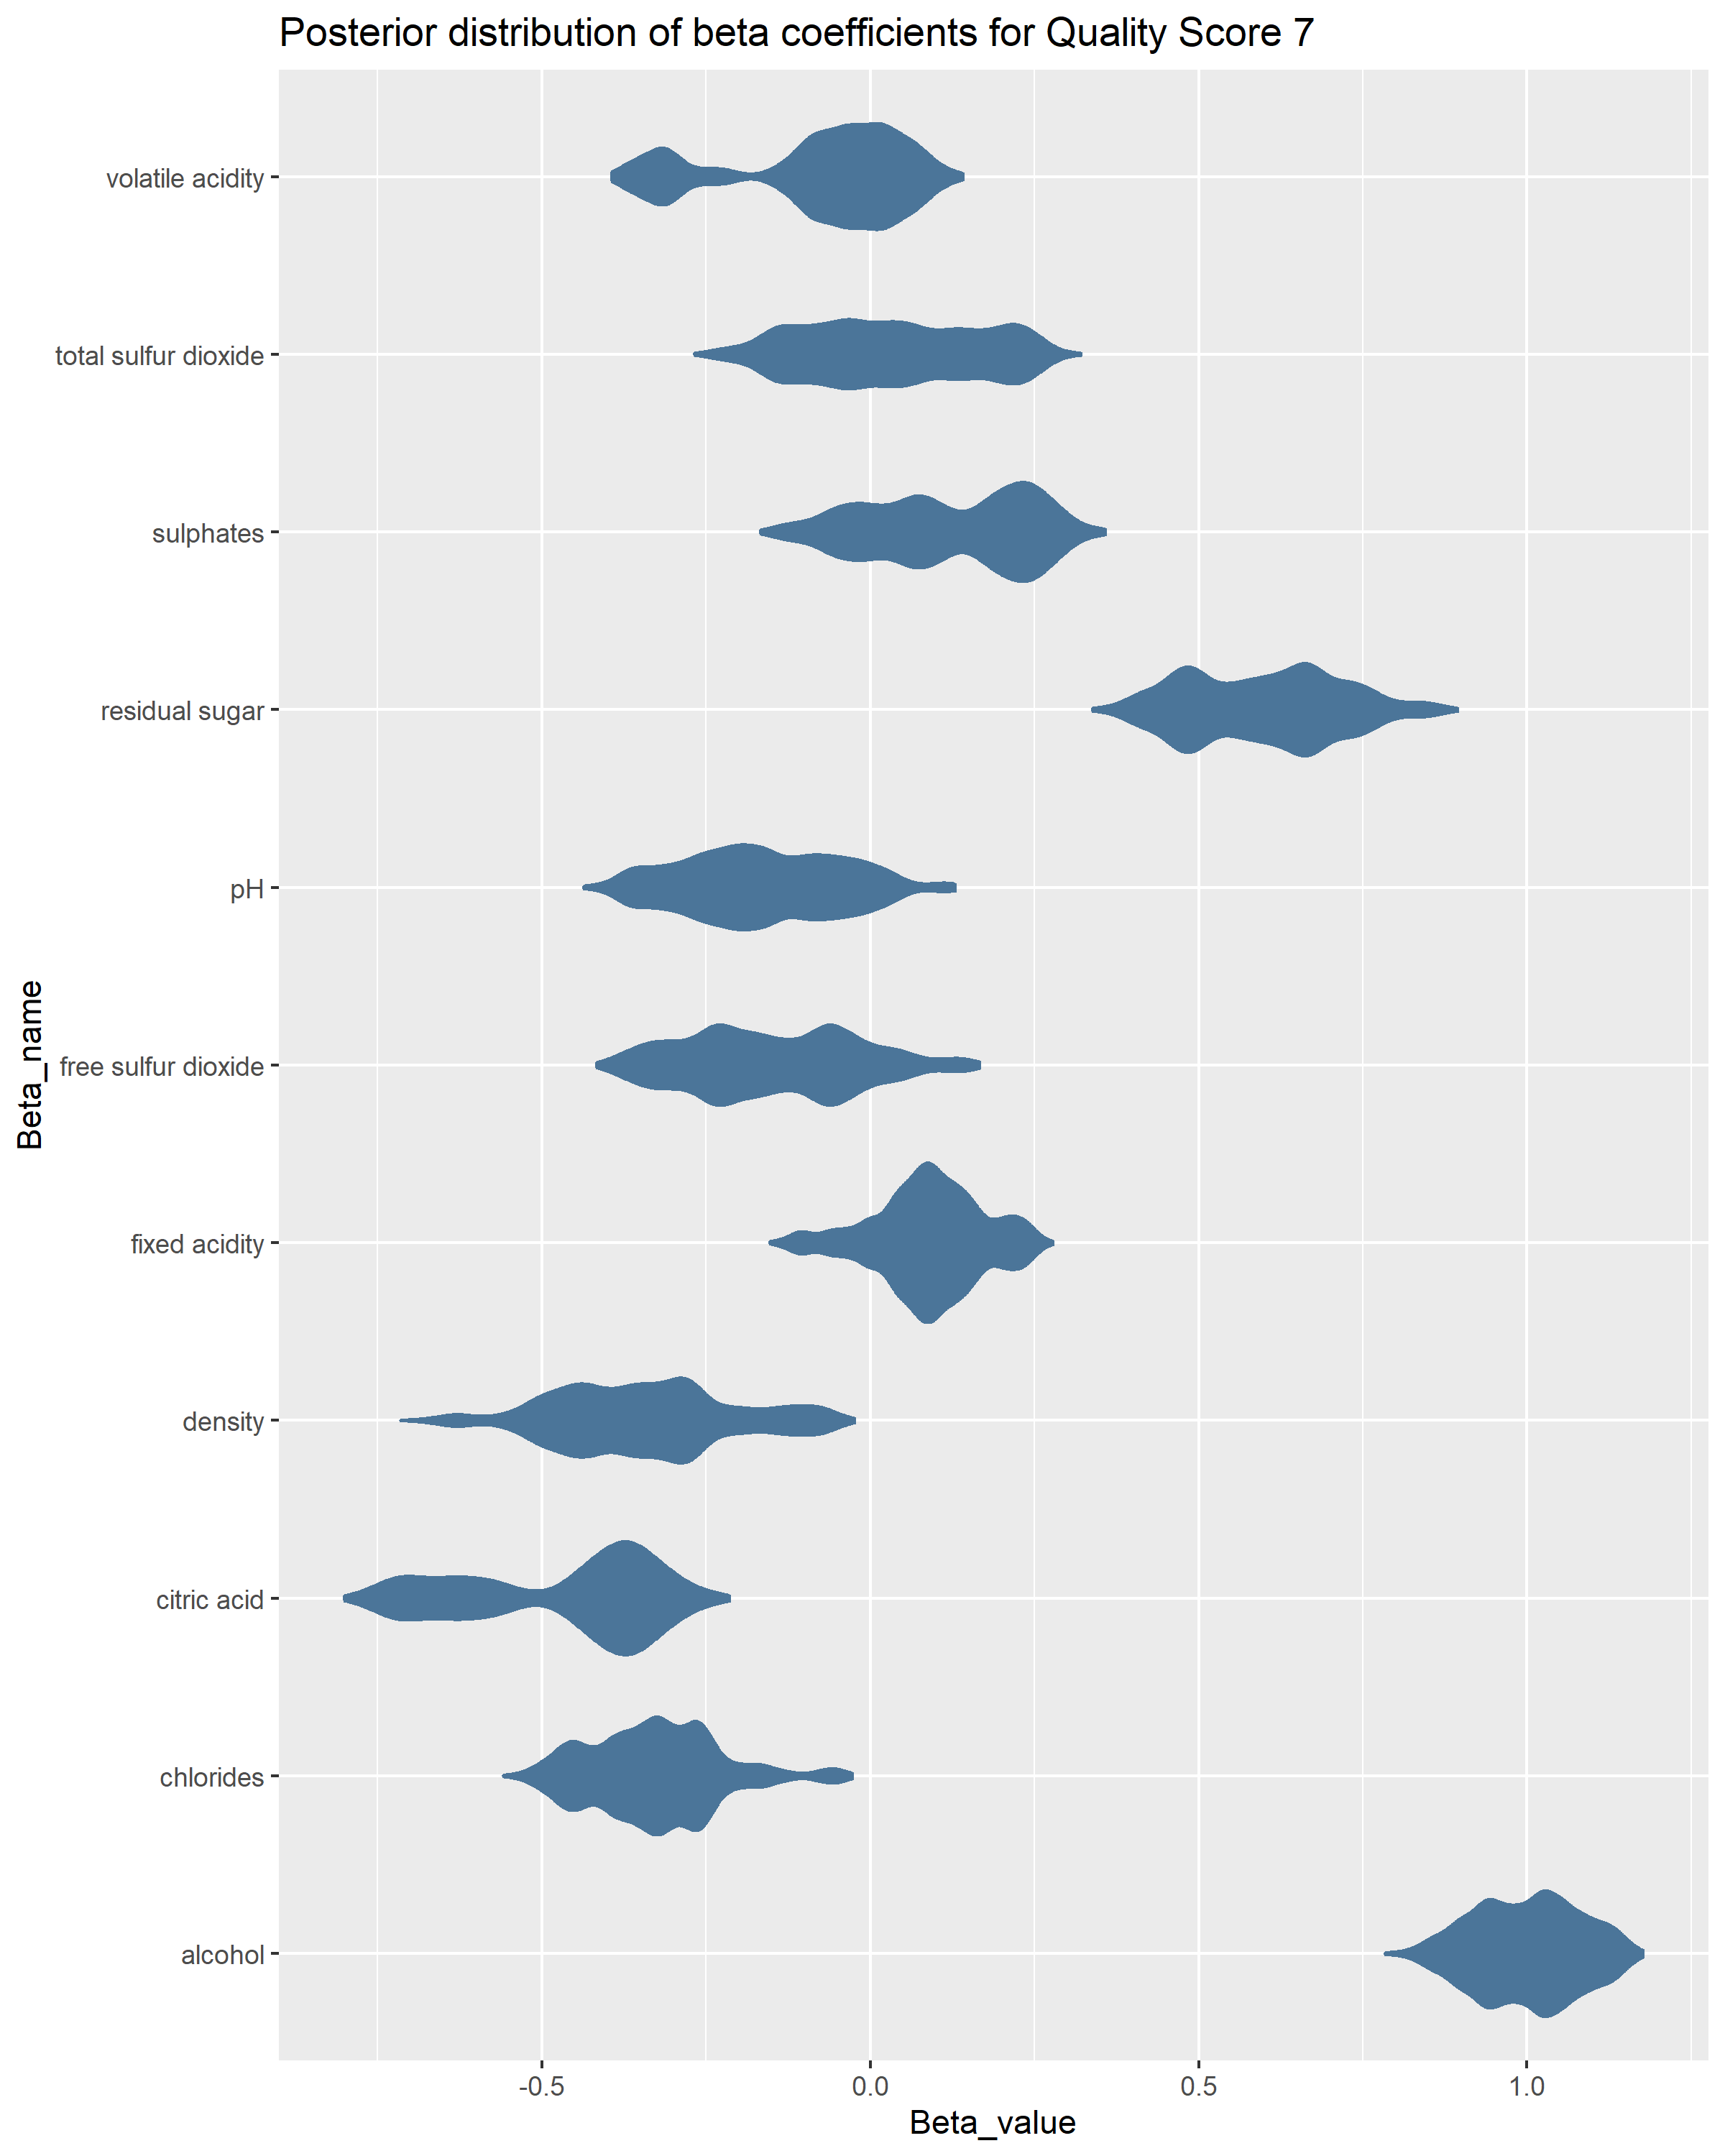 Posterior distribution of beta coefficients for Quality Score 7
Beta_name
volatile acidity
total sulfur dioxide
sulphates
residual sugar
pH
free sulfur dioxide
fixed acidity
density
citric acid
chlorides
alcohol
-0.5 0.0 0.5 1.0
Beta_value